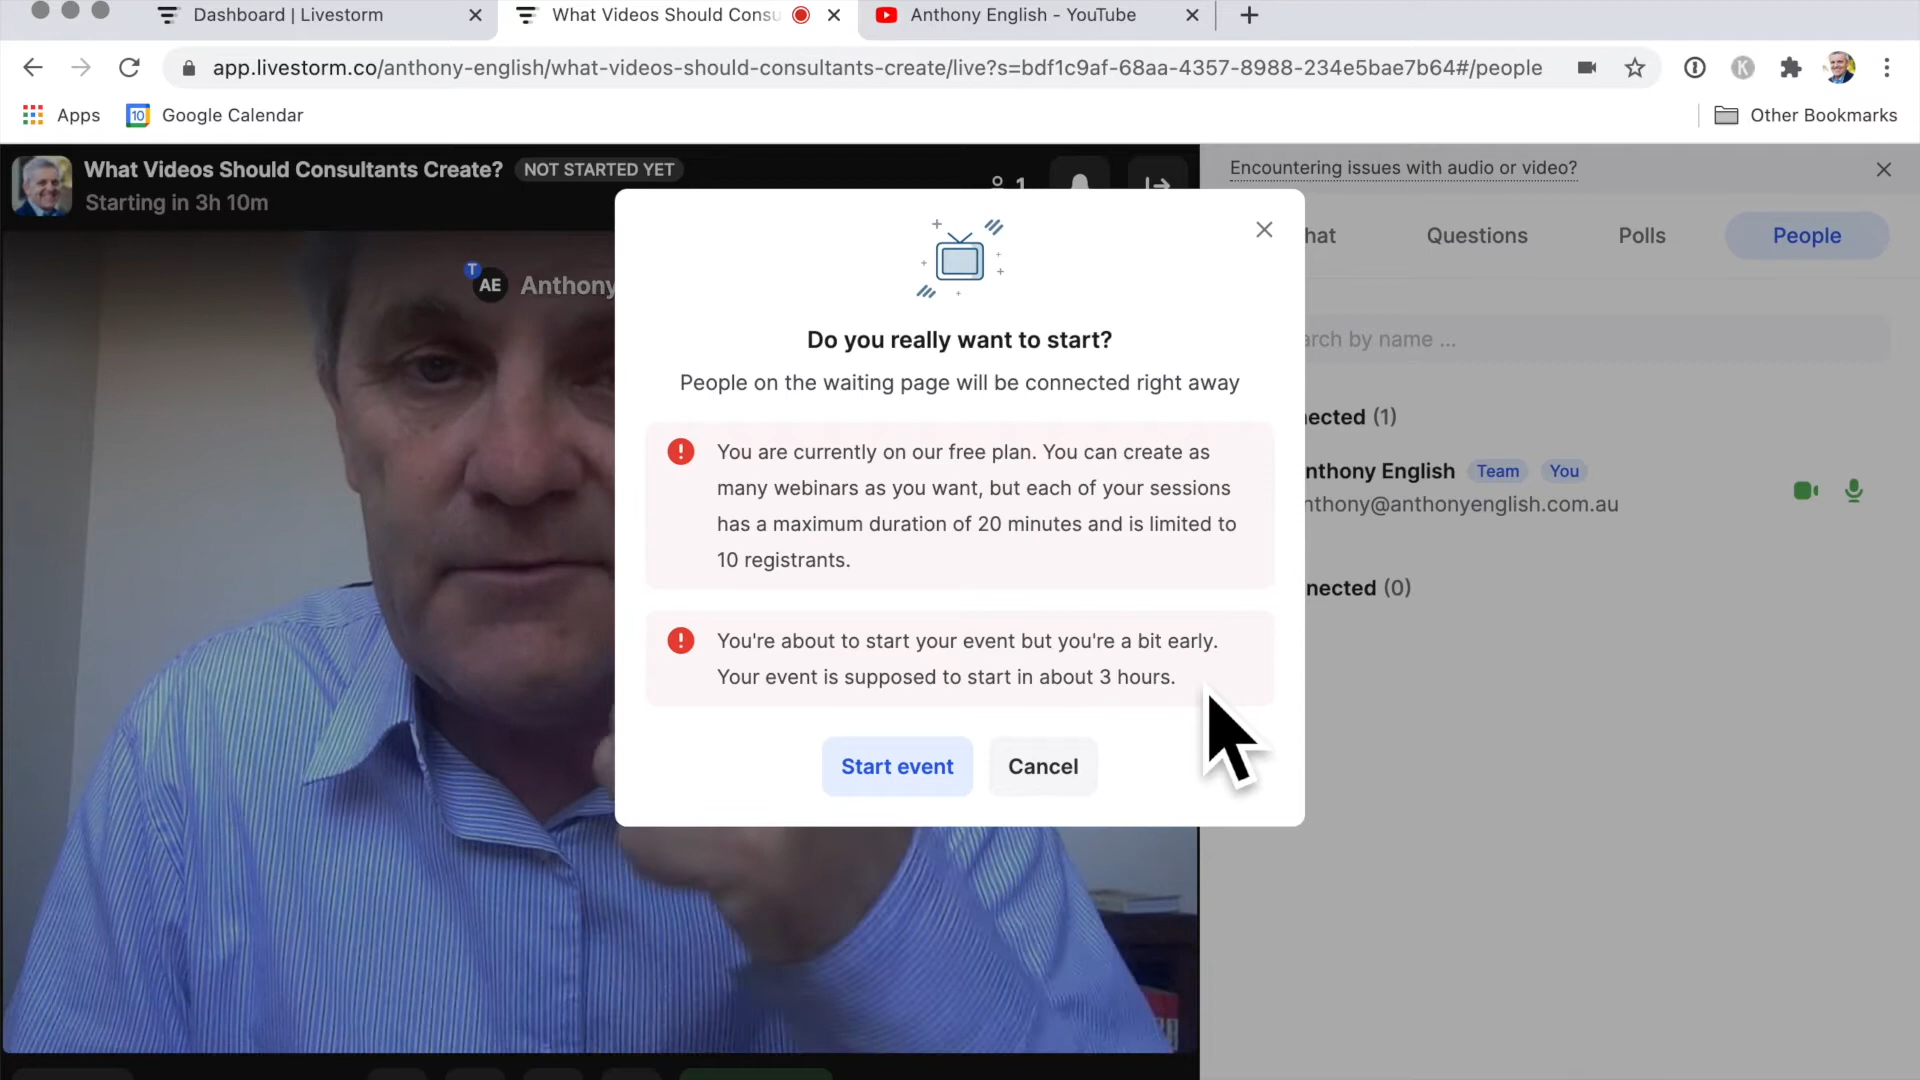 Dashboard | Livestorm
What Videos Should Consu
Anthony English - YouTube
app.livestorm.co/anthony-english/what-videos-should-consultants-create/live?s=bdf1c9af-68aa-4357-8988-234e5bae7b64#/people
K
Apps
10
Google Calendar
Other Bookmarks
What Videos Should Consultants Create?
NOT STARTED YET
Starting in 3h 10m
1
Encountering issues with audio or video?
hat
Questions
Polls
People
T
AE
Anthony
Do you really want to start?
People on the waiting page will be connected right away
You are currently on our free plan. You can create as
many webinars as you want, but each of your sessions
has a maximum duration of 20 minutes and is limited to
10 registrants.
You're about to start your event but you're a bit early.
Your event is supposed to start in about 3 hours.
Start event
Cancel
arch by name ...
nected (1)
nthony English
Team
You
nthony@anthonyenglish.com.au
nected (0)